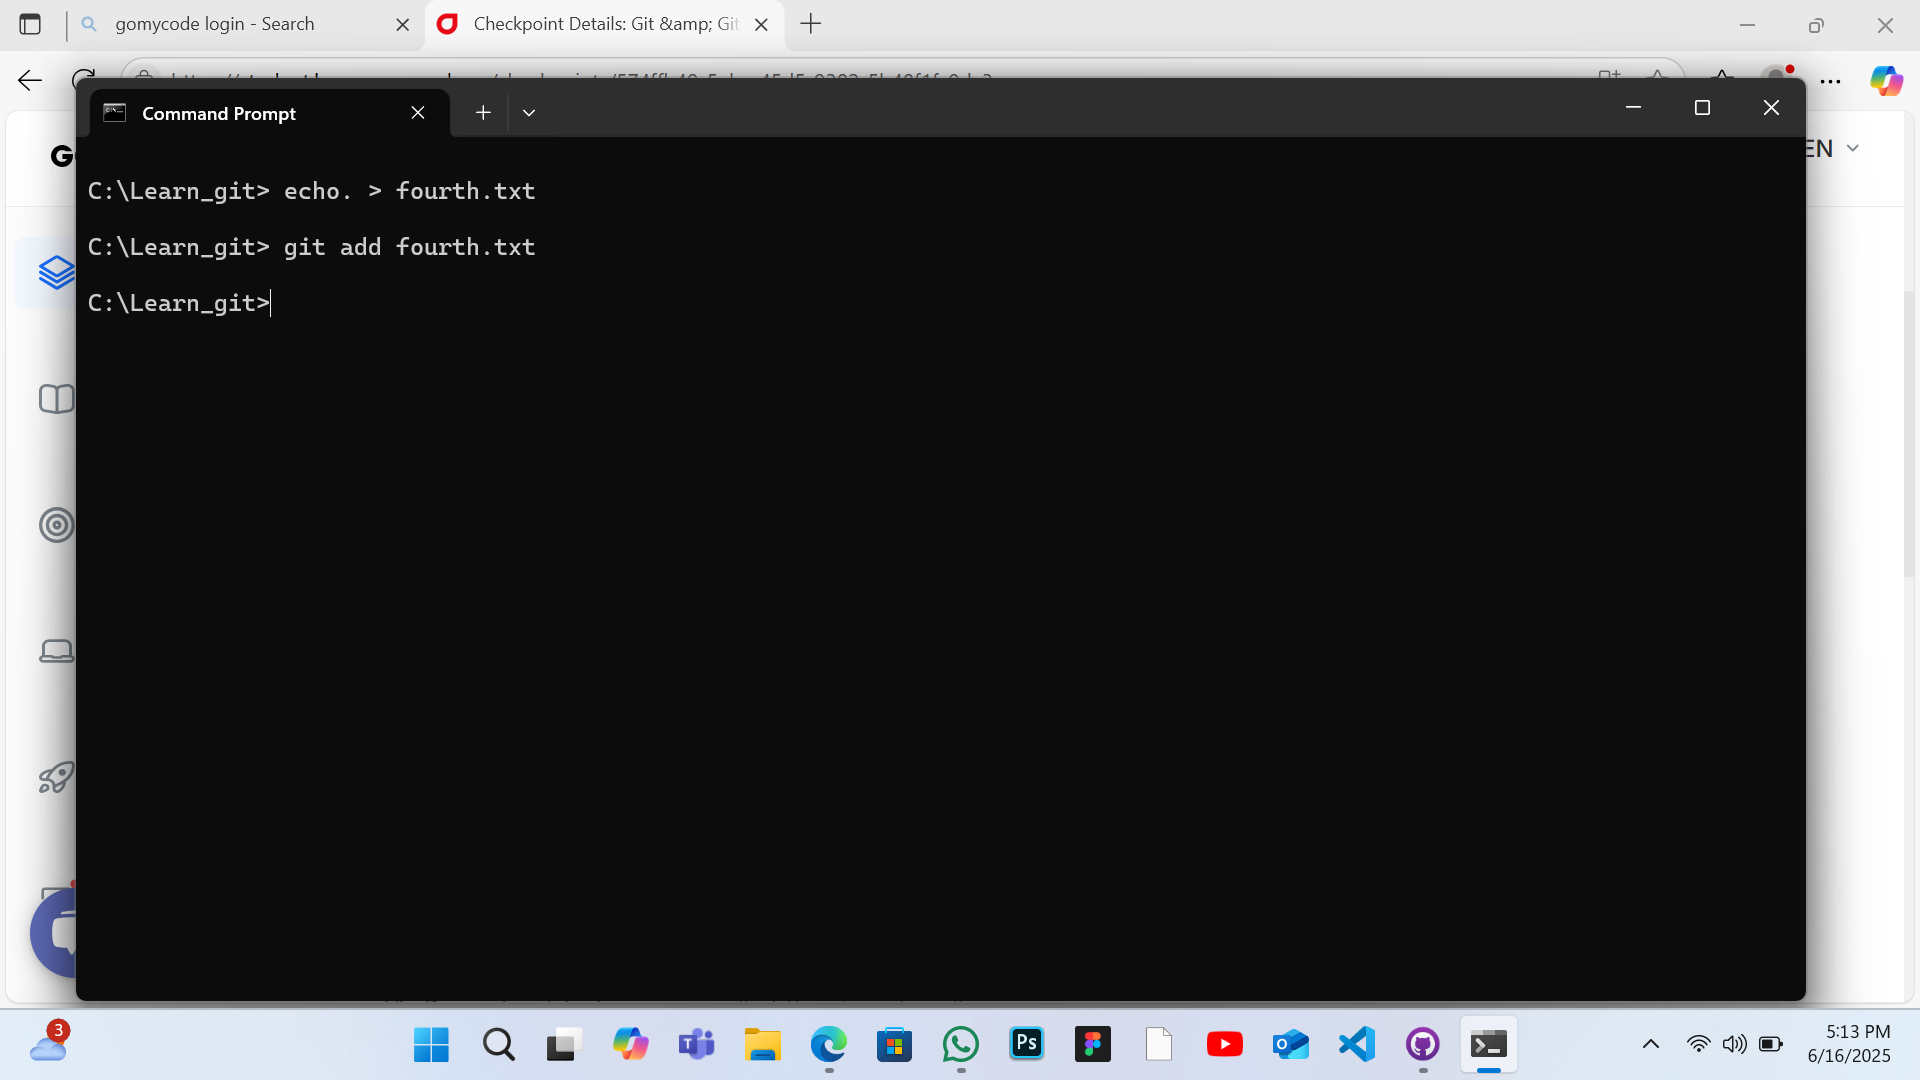 gomycode login - Search
Checkpoint Details: Git &amp; Git
Command Prompt
EN
C:\Learn_git> echo. > fourth.txt
C:\Learn_git> git add fourth.txt
C:\Learn_git>
3
Ps
5:13 PM
6/16/2025